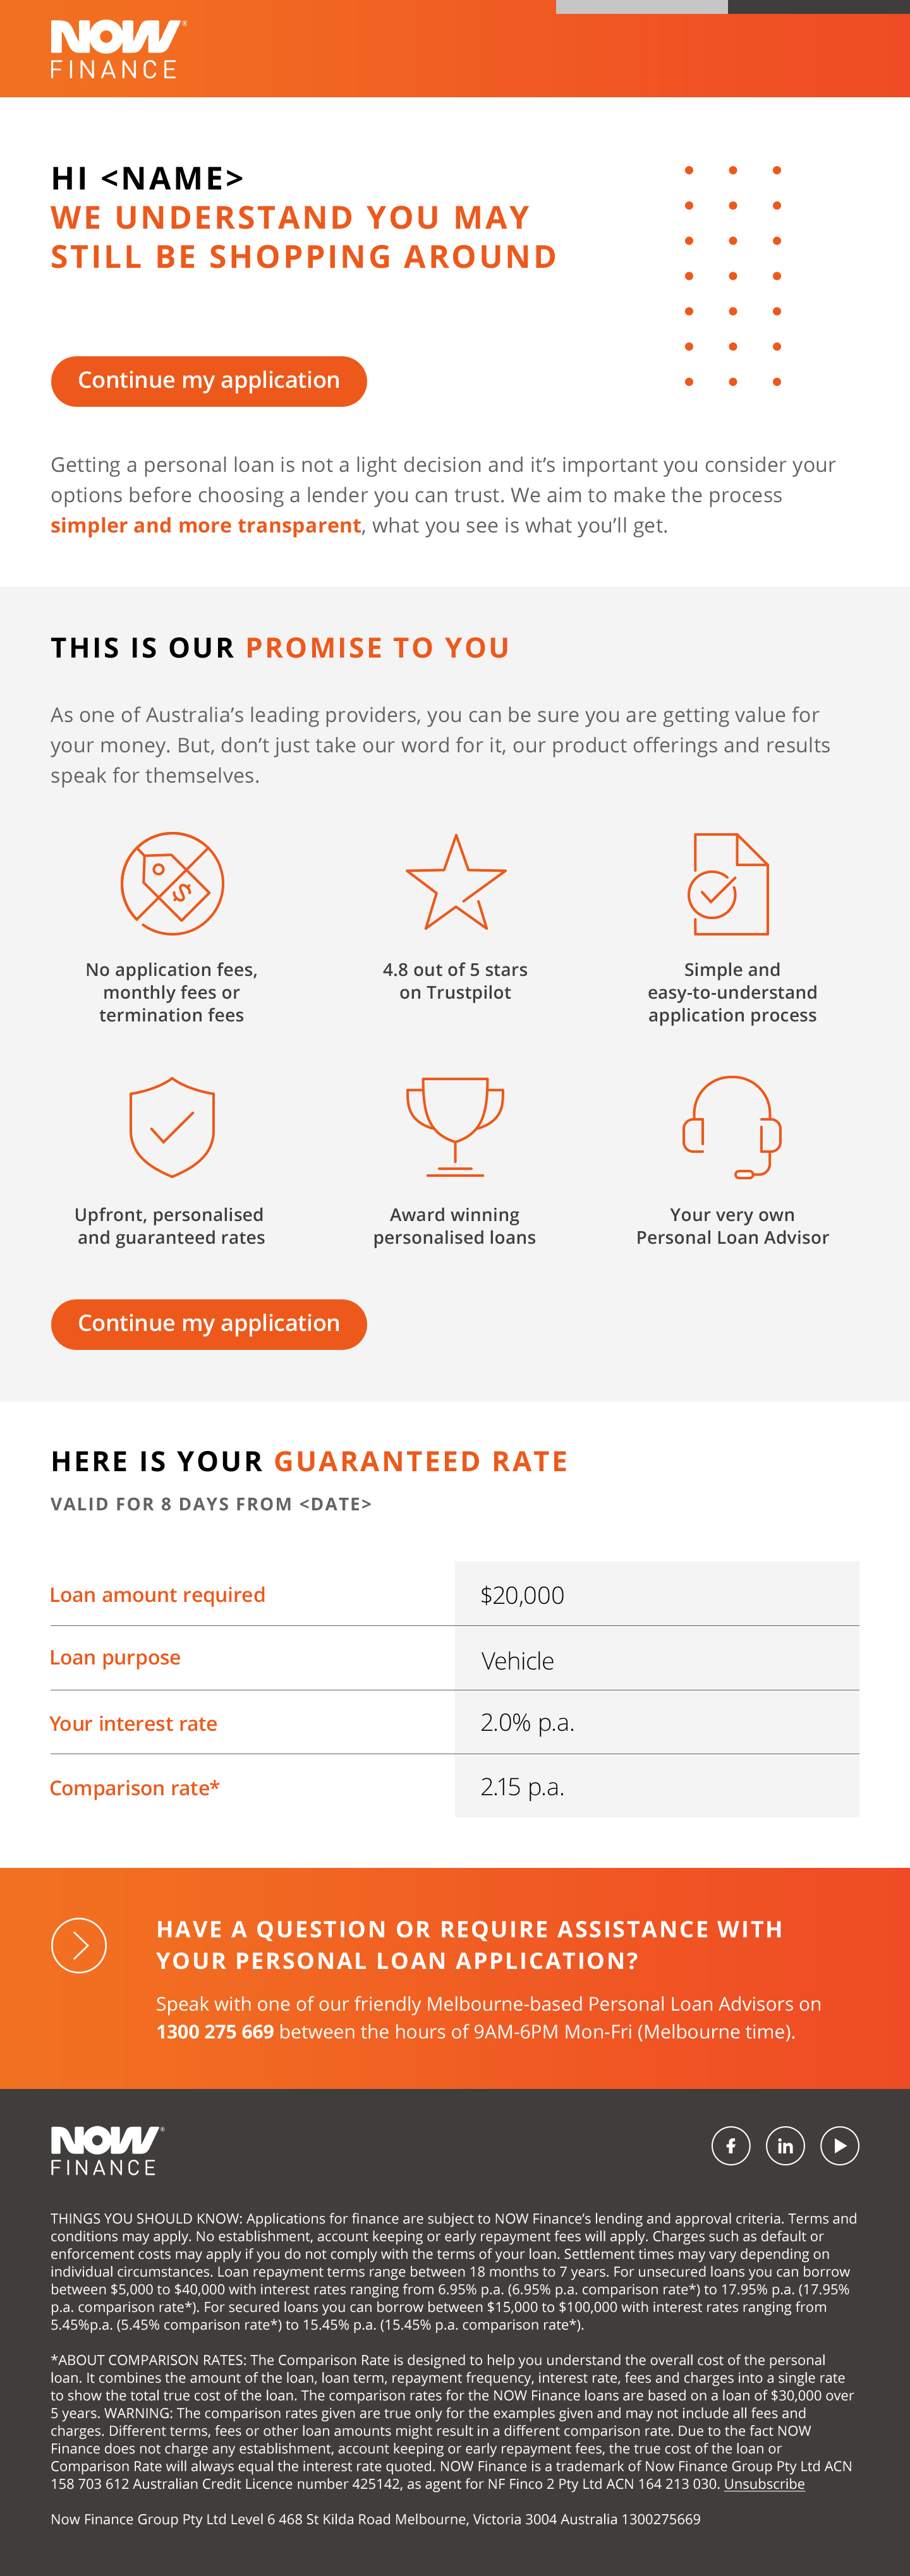 NOW®
FINANCE
HI <NAME>
WE UNDERSTAND YOU MAY
STILL BE SHOPPING AROUND
Continue my application
Getting a personal loan is not a light decision and it’s important you consider your
options before choosing a lender you can trust. We aim to make the process
simpler and more transparent, what you see is what you’ll get.
THIS IS OUR PROMISE TO YOU
As one of Australia’s leading providers, you can be sure you are getting value for
your money. But, don’t just take our word for it, our product offerings and results
speak for themselves.
No application fees,
monthly fees or
termination fees
4.8 out of 5 stars
on Trustpilot
Simple and
easy-to-understand
application process
Upfront, personalised
and guaranteed rates
Award winning
personalised loans
Your very own
Personal Loan Advisor
Continue my application
HERE IS YOUR GUARANTEED RATE
VALID FOR 8 DAYS FROM <DATE>
Loan amount required $20,000
Loan purpose Vehicle
Your interest rate 2.0% p.a.
Comparison rate* 2.15 p.a.
HAVE A QUESTION OR REQUIRE ASSISTANCE WITH
YOUR PERSONAL LOAN APPLICATION?
Speak with one of our friendly Melbourne-based Personal Loan Advisors on
1300 275 669 between the hours of 9AM-6PM Mon-Fri (Melbourne time).
NOW®
FINANCE
f in
THINGS YOU SHOULD KNOW: Applications for finance are subject to NOW Finance’s lending and approval criteria. Terms and
conditions may apply. No establishment, account keeping or early repayment fees will apply. Charges such as default or
enforcement costs may apply if you do not comply with the terms of your loan. Settlement times may vary depending on
individual circumstances. Loan repayment terms range between 18 months to 7 years. For unsecured loans you can borrow
between $5,000 to $40,000 with interest rates ranging from 6.95% p.a. (6.95% p.a. comparison rate*) to 17.95% p.a. (17.95%
p.a. comparison rate*). For secured loans you can borrow between $15,000 to $100,000 with interest rates ranging from
5.45%p.a. (5.45% comparison rate*) to 15.45% p.a. (15.45% p.a. comparison rate*).
*ABOUT COMPARISON RATES: The Comparison Rate is designed to help you understand the overall cost of the personal
loan. It combines the amount of the loan, loan term, repayment frequency, interest rate, fees and charges into a single rate
to show the total true cost of the loan. The comparison rates for the NOW Finance loans are based on a loan of $30,000 over
5 years. WARNING: The comparison rates given are true only for the examples given and may not include all fees and
charges. Different terms, fees or other loan amounts might result in a different comparison rate. Due to the fact NOW
Finance does not charge any establishment, account keeping or early repayment fees, the true cost of the loan or
Comparison Rate will always equal the interest rate quoted. NOW Finance is a trademark of Now Finance Group Pty Ltd ACN
158 703 612 Australian Credit Licence number 425142, as agent for NF Finco 2 Pty Ltd ACN 164 213 030. Unsubscribe
Now Finance Group Pty Ltd Level 6 468 St Kilda Road Melbourne, Victoria 3004 Australia 1300275669